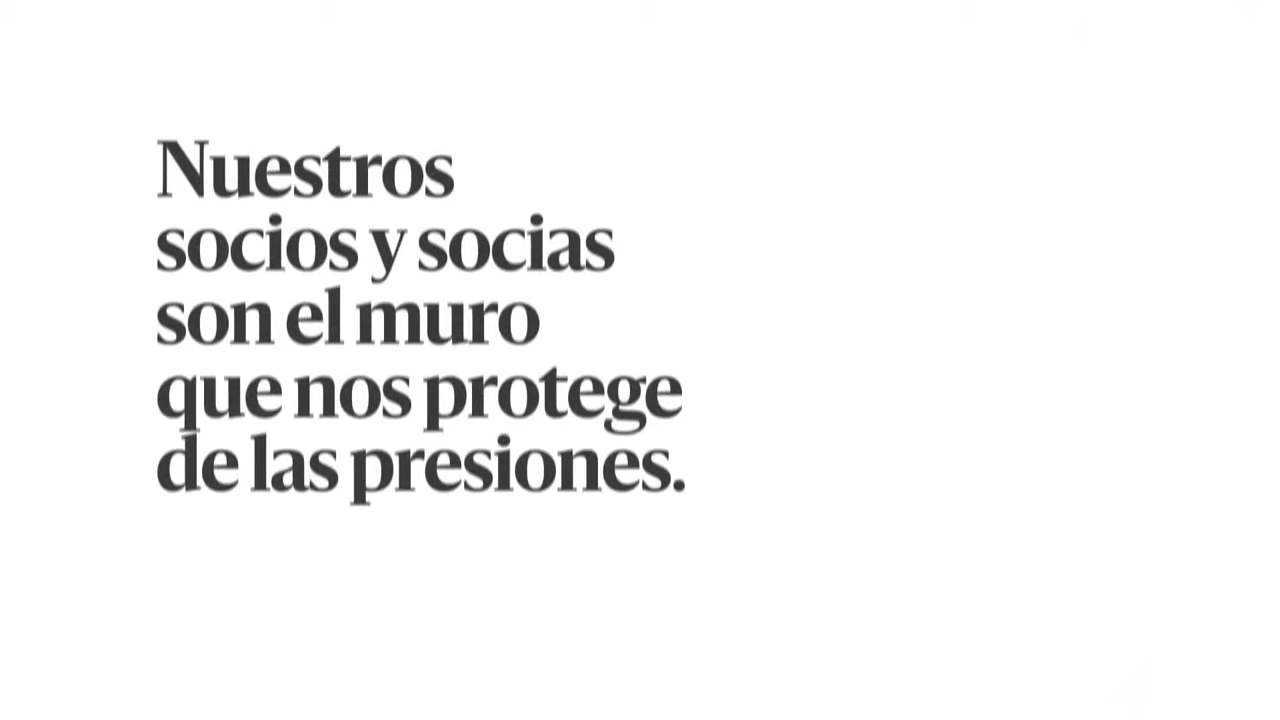 Nuestros
socios y socias
son el muro
que nos protege
de las presiones.